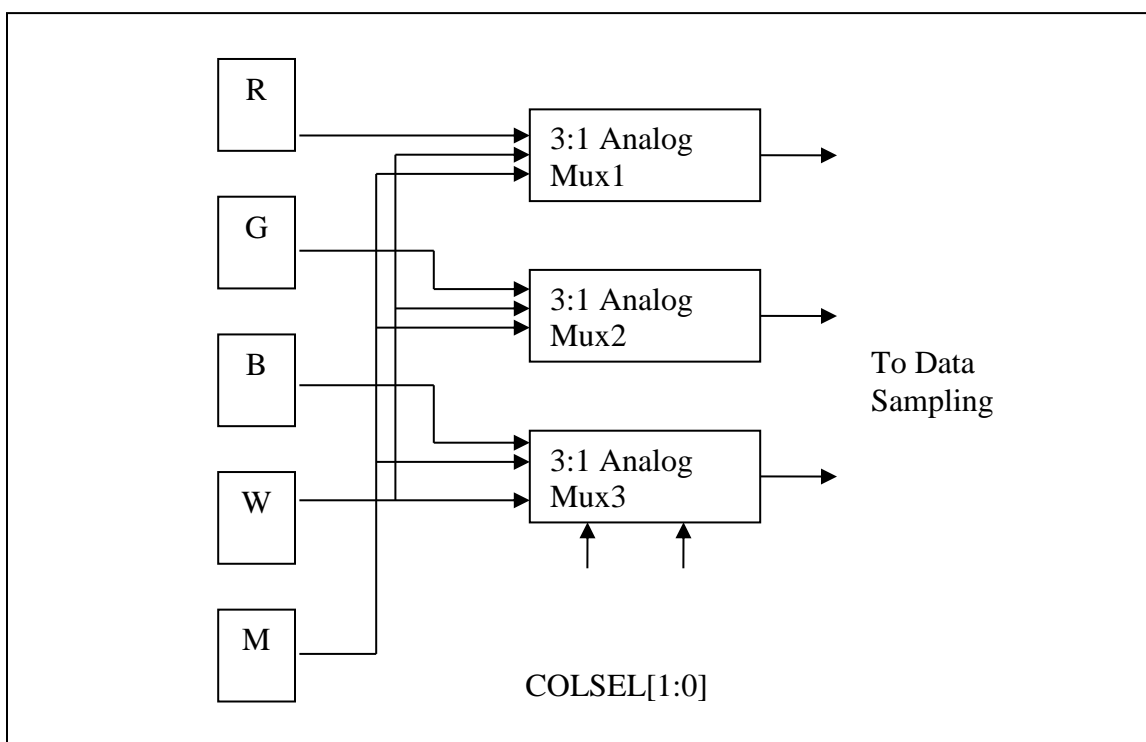 R
G
B
W
M
3:1 Analog
Mux1
3:1 Analog
Mux2
3:1 Analog
Mux3
To Data
Sampling
COLSEL[1:0]